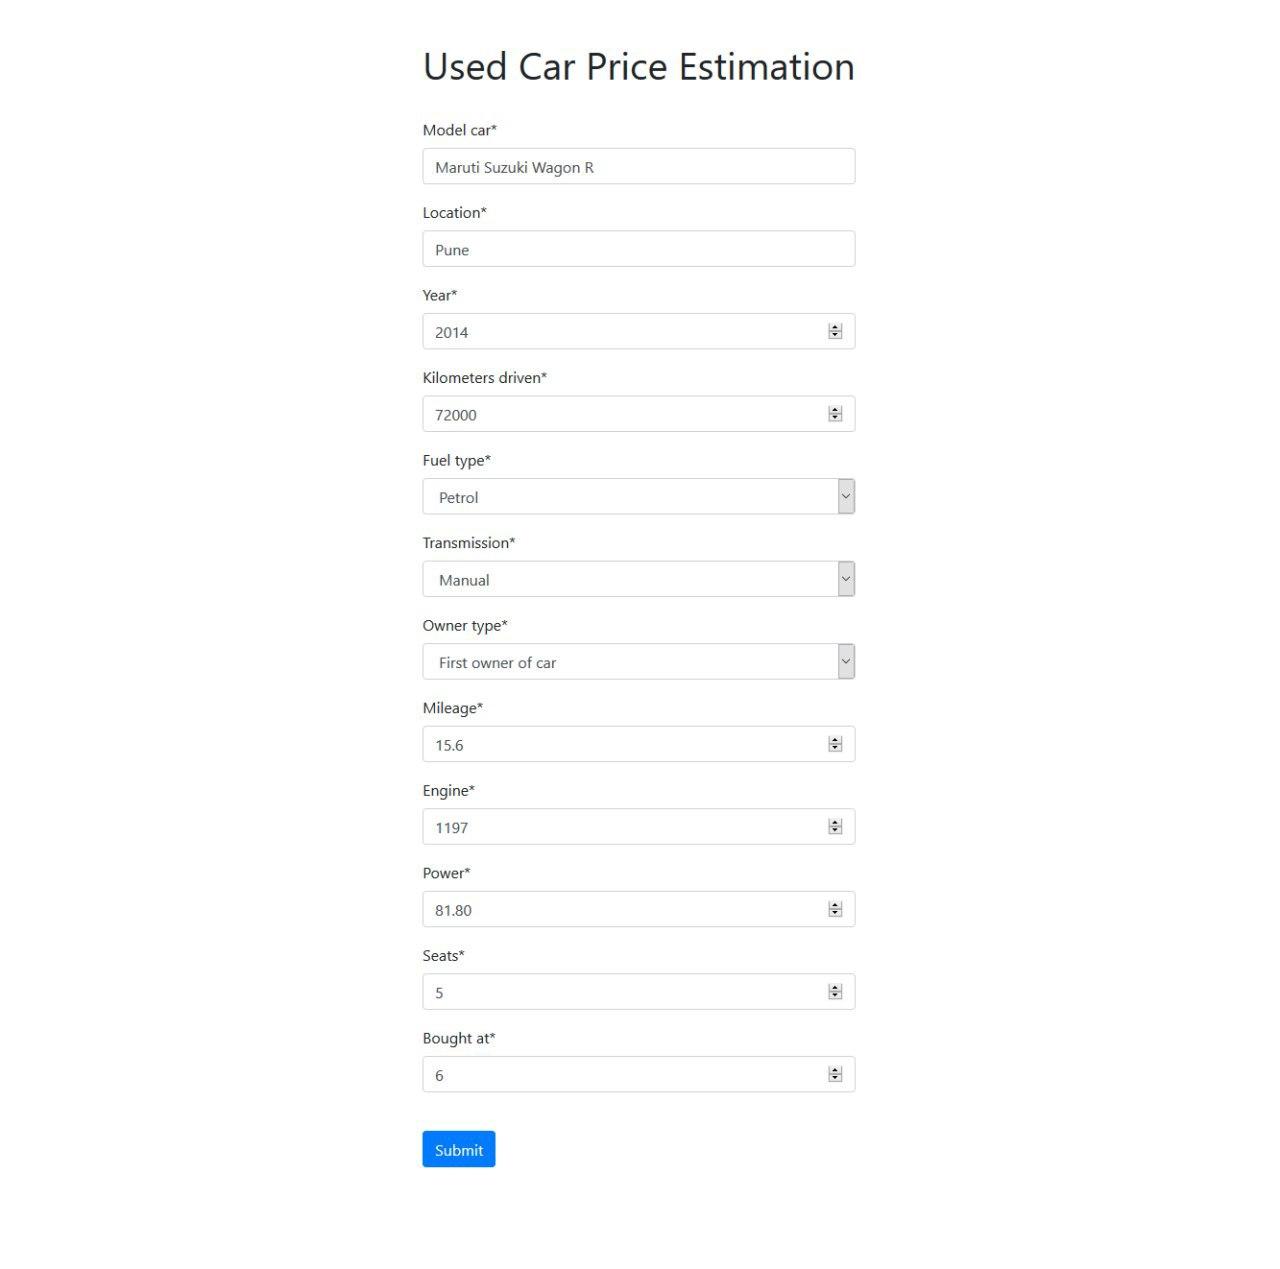 Used Car Price Estimation
Model car*
Maruti Suzuki Wagon R
Location*
Pune
Year*
2014
Kilometers driven*
72000
Fuel type*
Petrol
Transmission*
Manual
Owner type*
First owner of car
Mileage*
15.6
Engine*
1197
Power*
81.80
Seats*
5
Bought at*
6
Submit